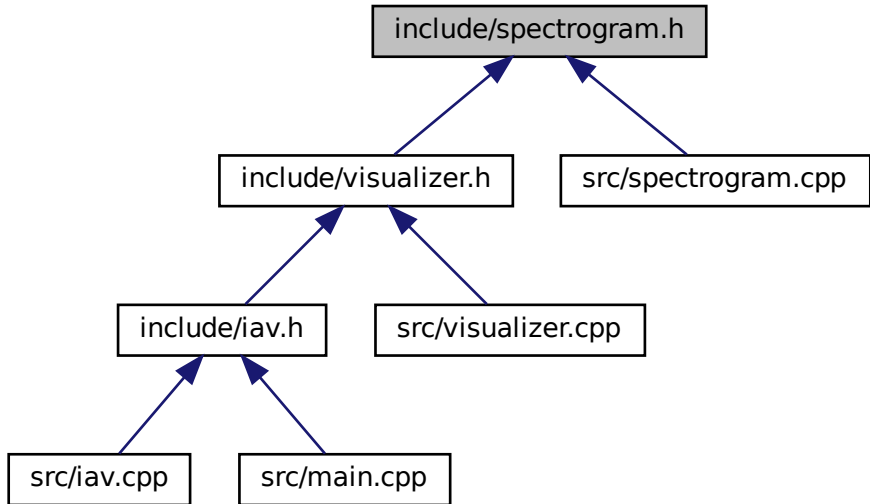 include/spectrogram.h
include/visualizer.h
src/spectrogram.cpp
include/iav.h
src/visualizer.cpp
src/iav.cpp
src/main.cpp